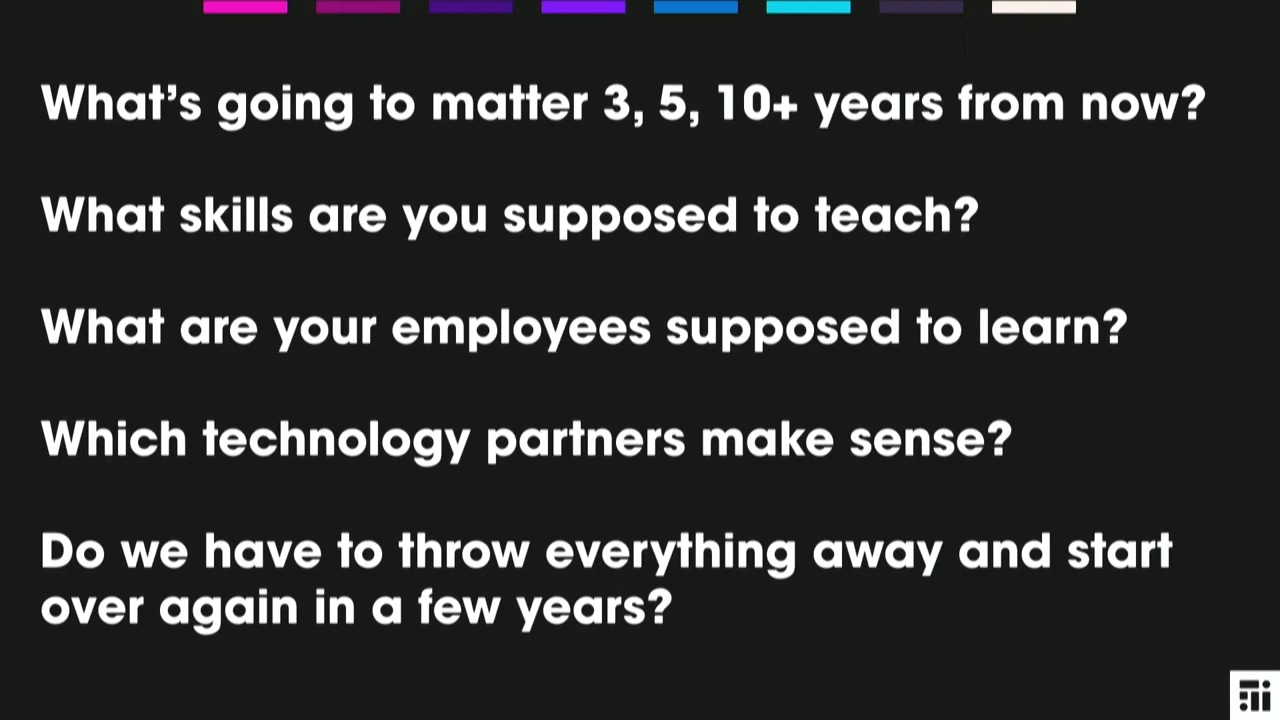 What's going to matter 3, 5, 10+ years from now?
What skills are you supposed to teach?
What are your employees supposed to learn?
Which technology partners make sense?
Do we have to throw everything away and start
over again in a few years?